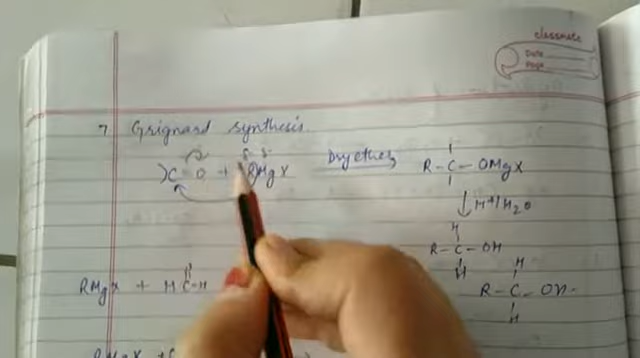 classmate
Date
Page
7. Grignard synthesis.
C = O + RMgX Dry ether R - C - OMgX
H+/H2O
H
R - C - OH
H
RMgX + H C - H
H
R - C - OH
H